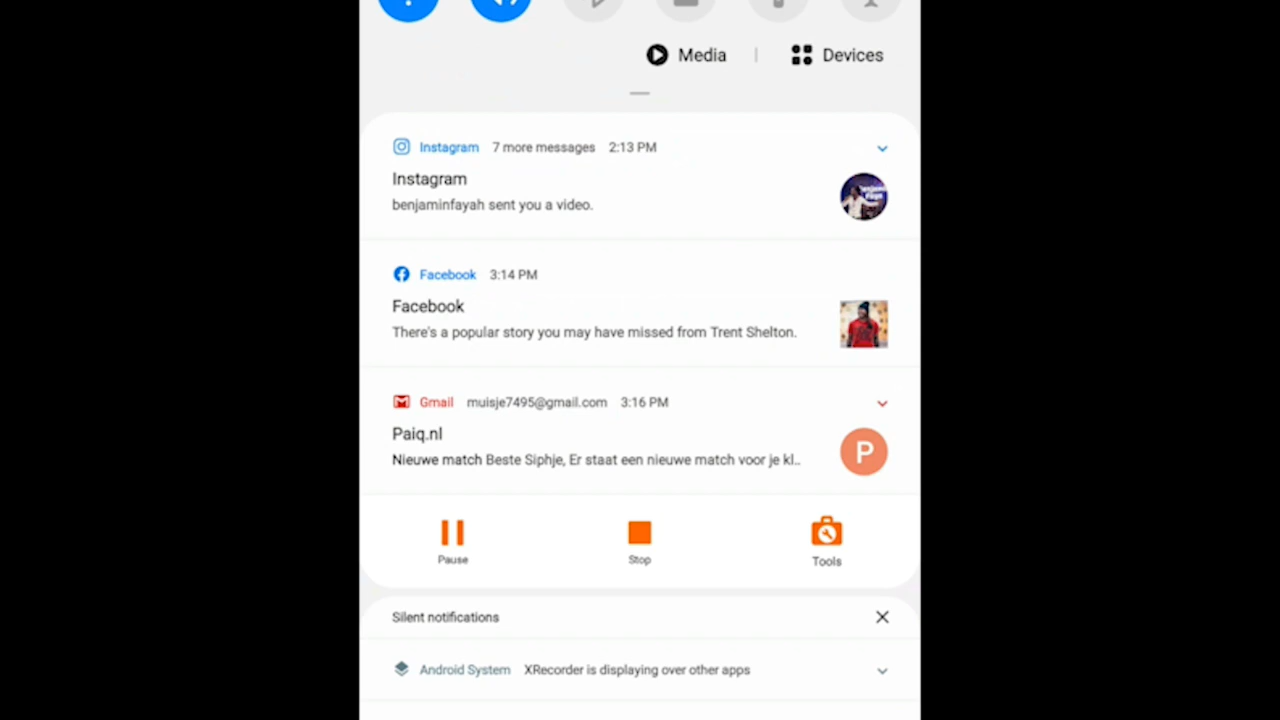 Media | Devices
Instagram 7 more messages 2:13 PM
Instagram
benjaminfayah sent you a video.
Facebook 3:14 PM
Facebook
There's a popular story you may have missed from Trent Shelton.
Gmail muisje7495@gmail.com 3:16 PM
Paiq.nl
Nieuwe match Beste Siphje, Er staat een nieuwe match voor je kl..
P
Pause Stop Tools
Silent notifications
Android System XRecorder is displaying over other apps